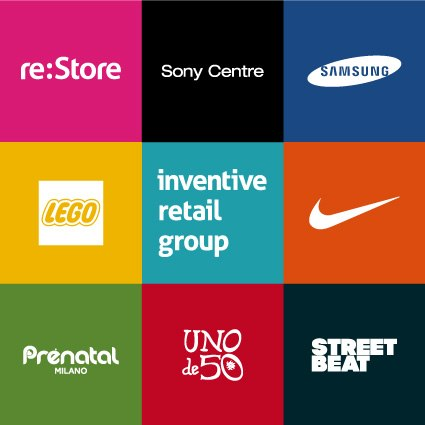 re:Store
Sony Centre
SAMSUNG
LEGO
inventive
retail
group
Prénatal
MILANO
UNO
de 50
STREET
BEAT